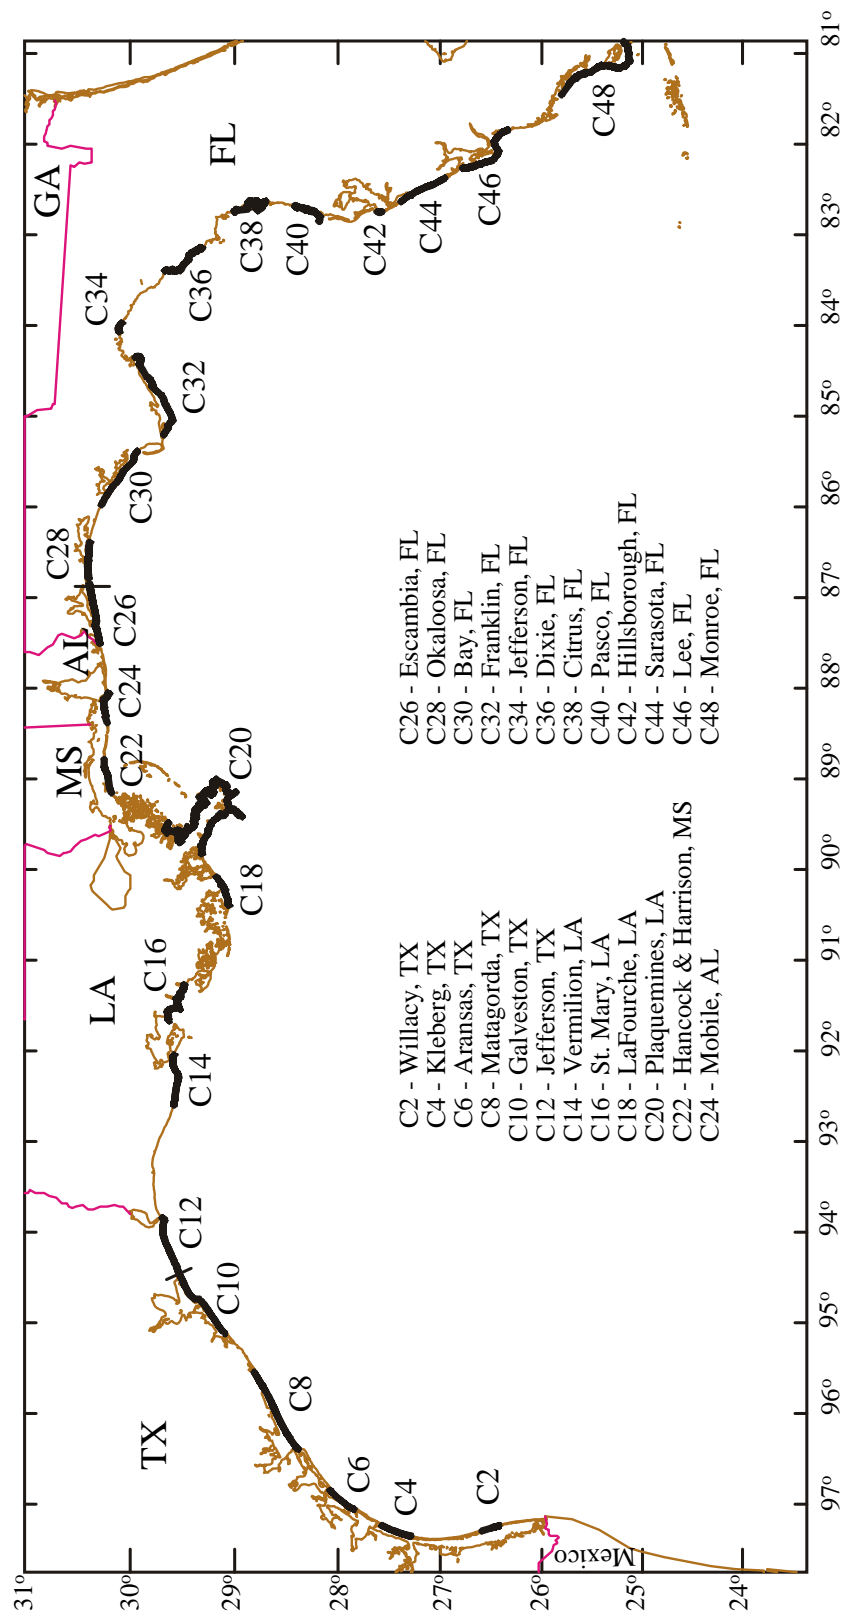 31° 30° 29° 28° 27° 26° 25° 24°
TX
LA
MS
AL
GA
FL
Mexico
C2
C4
C6
C8
C10
C12
C14
C16
C18
C20
C22
C24
C26
C28
C30
C32
C34
C36
C38
C40
C42
C44
C46
C48
C2 - Willacy, TX
C4 - Kleberg, TX
C6 - Aransas, TX
C8 - Matagorda, TX
C10 - Galveston, TX
C12 - Jefferson, TX
C14 - Vermilion, LA
C16 - St. Mary, LA
C18 - LaFourche, LA
C20 - Plaquemines, LA
C22 - Hancock & Harrison, MS
C24 - Mobile, AL
C26 - Escambia, FL
C28 - Okaloosa, FL
C30 - Bay, FL
C32 - Franklin, FL
C34 - Jefferson, FL
C36 - Dixie, FL
C38 - Citrus, FL
C40 - Pasco, FL
C42 - Hillsborough, FL
C44 - Sarasota, FL
C46 - Lee, FL
C48 - Monroe, FL
97° 96° 95° 94° 93° 92° 91° 90° 89° 88° 87° 86° 85° 84° 83° 82° 81°